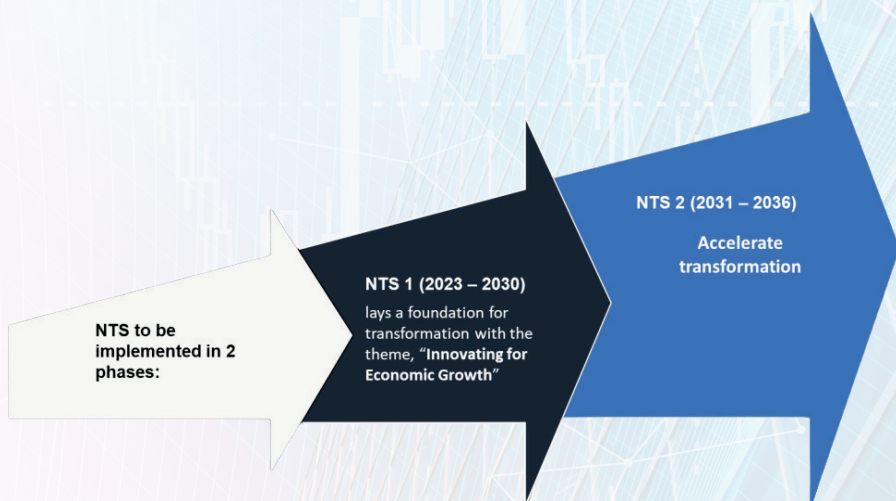 NTS to be
implemented in 2
phases:
NTS 1 (2023 – 2030)
lays a foundation for
transformation with the
theme, “Innovating for
Economic Growth”
NTS 2 (2031 – 2036)
Accelerate
transformation